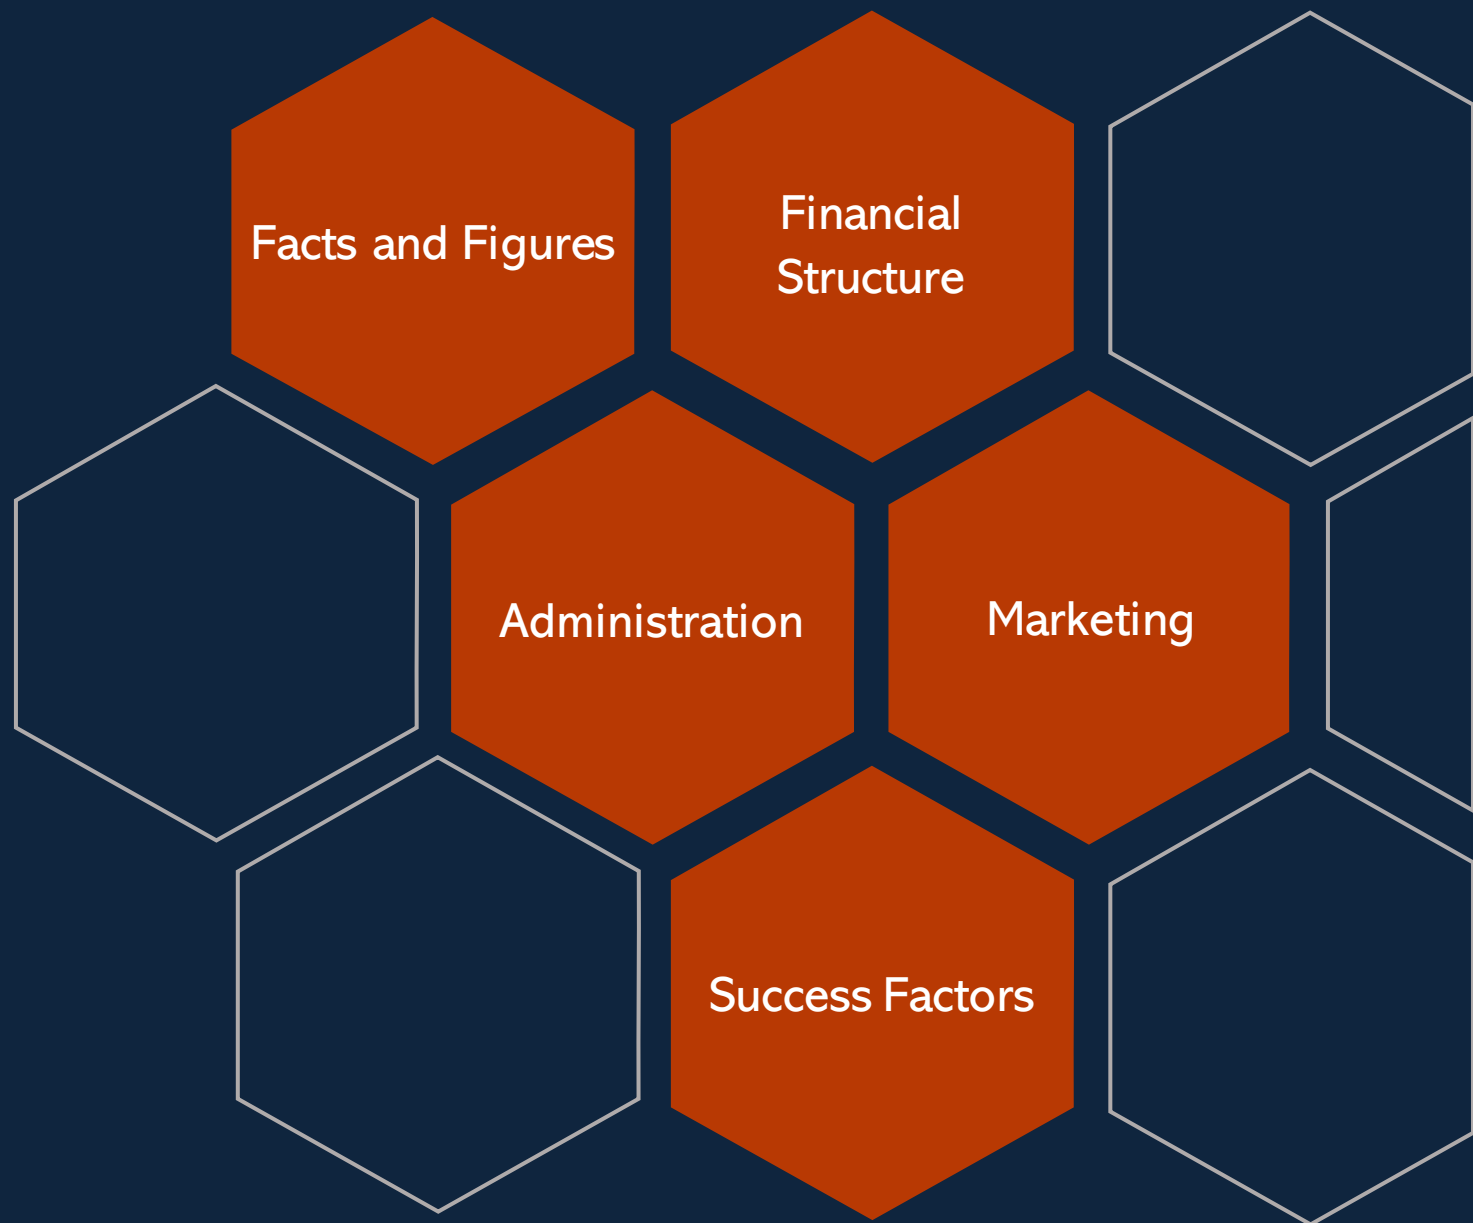 Facts and Figures
Financial
Structure
Administration
Marketing
Success Factors